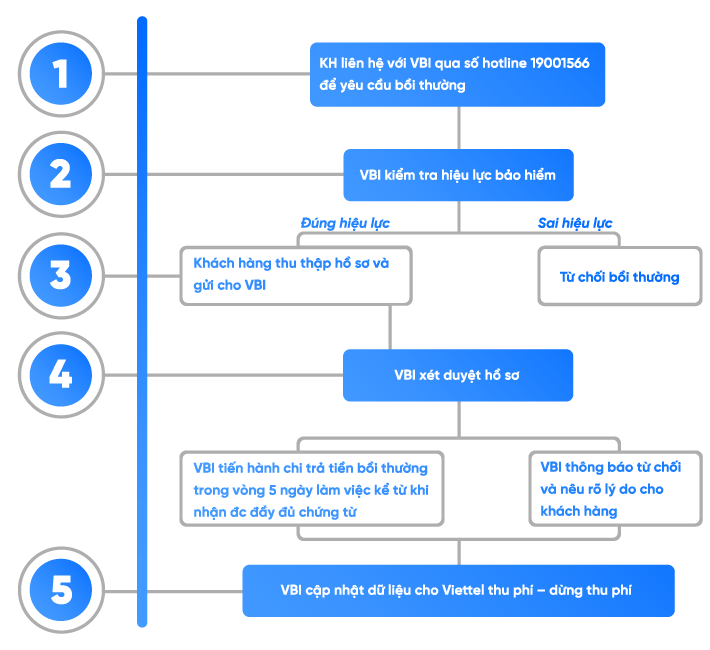 1
KH liên hệ với VBI qua số hotline 19001566
để yêu cầu bồi thường
2
VBI kiểm tra hiệu lực bảo hiểm
Đúng hiệu lực
Sai hiệu lực
3
Khách hàng thu thập hồ sơ và
gửi cho VBI
Từ chối bồi thường
4
VBI xét duyệt hồ sơ
VBI tiến hành chi trả tiền bồi thường
trong vòng 5 ngày làm việc kể từ khi
nhận đc đầy đủ chứng từ
VBI thông báo từ chối
và nêu rõ lý do cho
khách hàng
5
VBI cập nhật dữ liệu cho Viettel thu phí – dừng thu phí